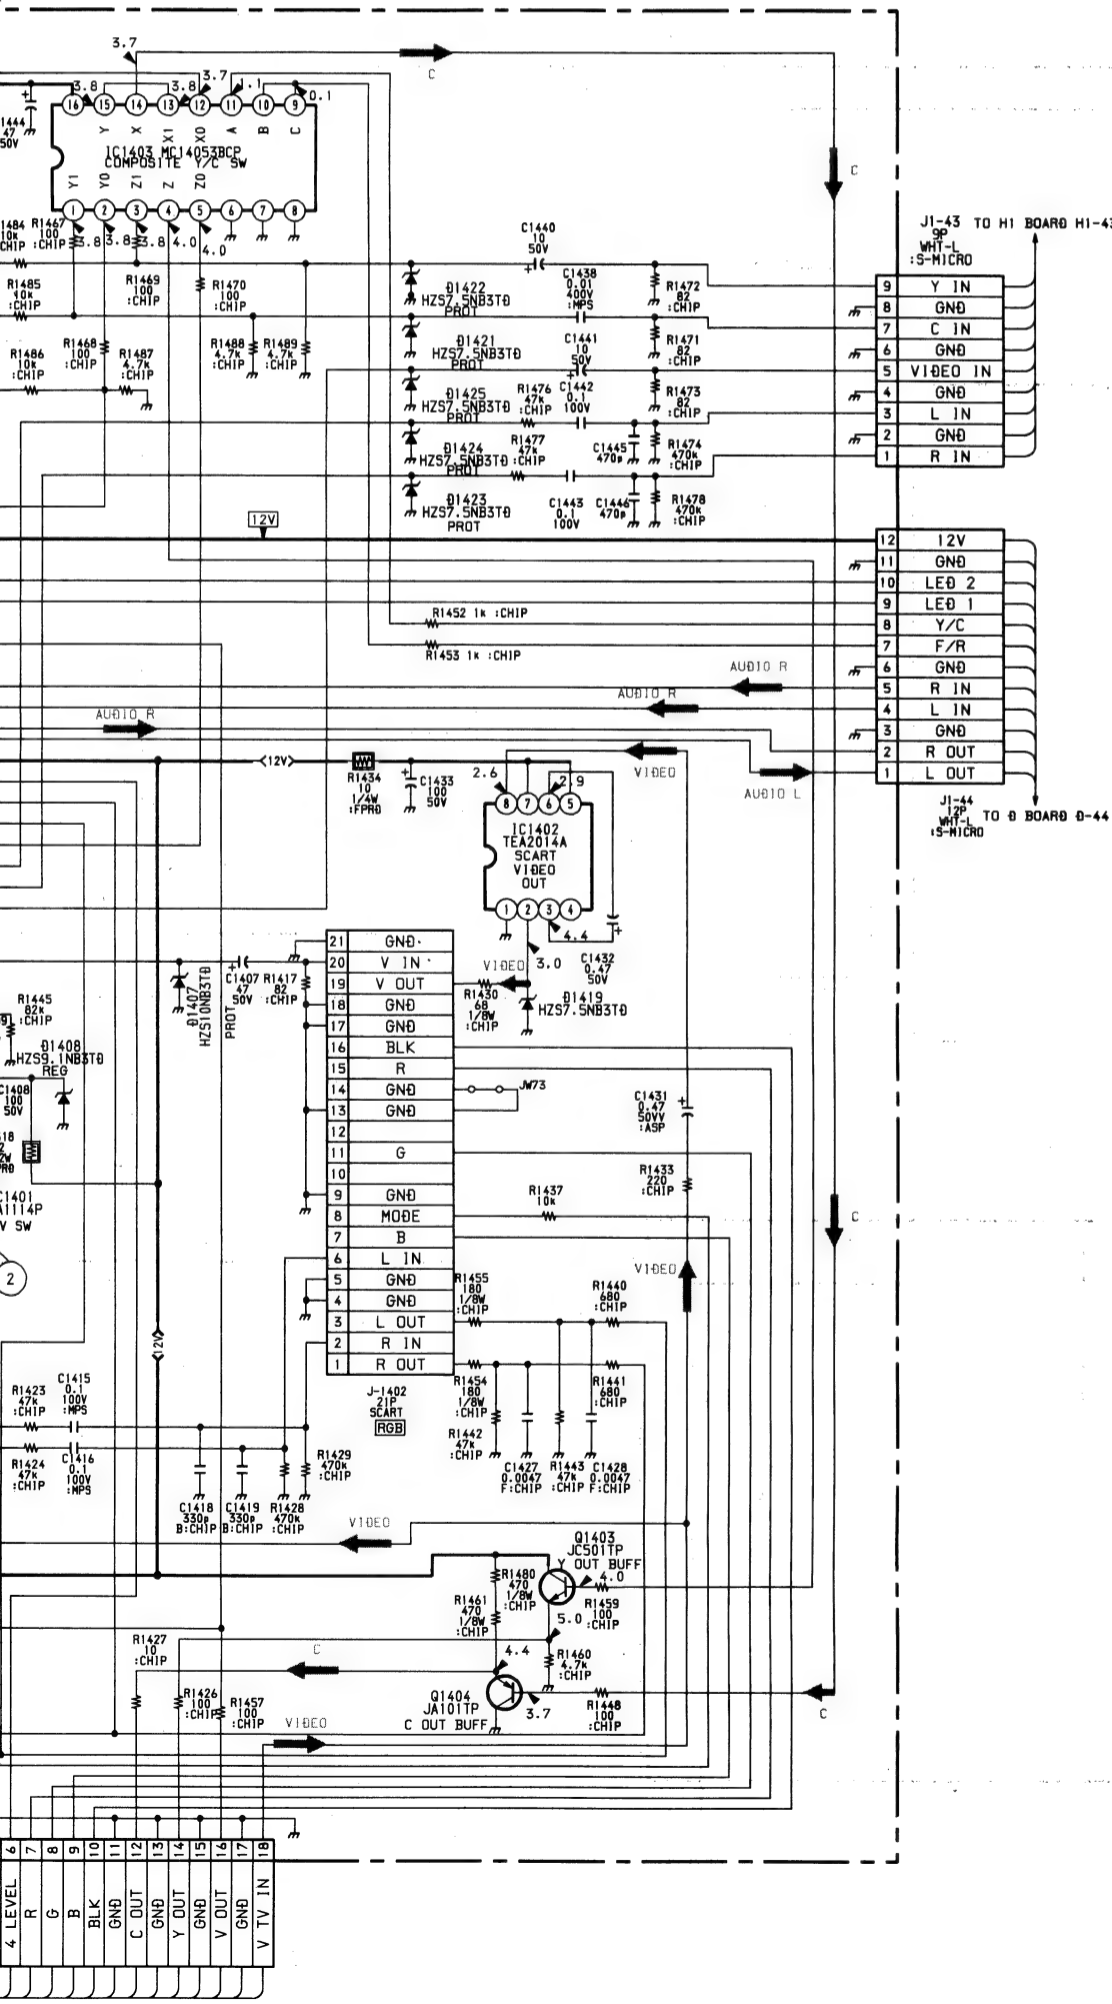 3.7
C
3.8
3.8
3.7
1.1
0.1
16 15 14 13 12 11 10 9
Y X X1 X0 A B C
IC1403 MC14053BCP
COMPOSITE Y/C SW
Y1 Y0 Z1 Z Z0
1 2 3 4 5 6 7 8
3.8 3.8 3.8 4.0 4.0
1444
47
50V
C
1484
10k
CHIP
R1467
100
:CHIP
R1485
10k
:CHIP
R1469
100
:CHIP
R1470
100
:CHIP
R1486
10k
:CHIP
R1468
100
:CHIP
R1487
4.7k
:CHIP
R1488
4.7k
:CHIP
R1489
4.7k
:CHIP
D1422
HZS7.5NB3TD
PROT
D1421
HZS7.5NB3TD
PROT
D1425
HZS7.5NB3TD
PROT
D1424
HZS7.5NB3TD
PROT
D1423
HZS7.5NB3TD
PROT
C1440
10
50V
C1438
0.01
400V
:MPS
C1441
10
50V
R1476
47k
:CHIP
C1442
0.1
100V
R1477
47k
:CHIP
C1443
0.1
100V
C1445
470p
C1446
470p
R1472
82
:CHIP
R1471
82
:CHIP
R1473
82
:CHIP
R1474
470k
:CHIP
R1478
470k
:CHIP
J1-43
9P
WHT-L
:S-MICRO
TO H1 BOARD H1-43
9 Y IN
8 GND
7 C IN
6 GND
5 VIDEO IN
4 GND
3 L IN
2 GND
1 R IN
12V
12 12V
11 GND
10 LED 2
9 LED 1
8 Y/C
7 F/R
6 GND
5 R IN
4 L IN
3 GND
2 R OUT
1 L OUT
J1-44
12P
WHT-L
:S-MICRO
TO D BOARD D-44
R1452 1k :CHIP
R1453 1k :CHIP
AUDIO R
AUDIO R
AUDIO R
VIDEO
AUDIO L
12V
R1434
10
1/4W
:FPRD
C1433
100
50V
2.6
2.9
8 7 6 5
IC1402
TEA2014A
SCART
VIDEO
OUT
1 2 3 4
4.4
3.0
C1432
0.47
50V
VIDEO
R1430
68
1/8W
:CHIP
D1419
HZS7.5NB3TD
21 GND
20 V IN
19 V OUT
18 GND
17 GND
16 BLK
15 R
14 GND
13 GND
12
11 G
10
9 GND
8 MODE
7 B
6 L IN
5 GND
4 GND
3 L OUT
2 R IN
1 R OUT
J-1402
21P
SCART
RGB
D1407
HZS10NB3TD
PROT
C1407
47
50V
R1417
82
:CHIP
R1445
82k
:CHIP
D1408
HZS9.1NB3TD
REG
C1408
100
50V
C1401
A1114P
V SW
2
12V
JW73
C1431
0.47
50VV
:ASP
R1433
220
:CHIP
R1437
10k
C
VIDEO
R1455
180
1/8W
:CHIP
R1440
680
:CHIP
R1454
180
1/8W
:CHIP
R1441
680
:CHIP
R1442
47k
:CHIP
C1427
0.0047
F:CHIP
R1443
47k
:CHIP
C1428
0.0047
F:CHIP
R1423
47k
:CHIP
C1415
0.1
100V
:MPS
R1424
47k
:CHIP
C1416
0.1
100V
:MPS
C1418
330p
B:CHIP
C1419
330p
B:CHIP
R1428
470k
:CHIP
R1429
470k
:CHIP
VIDEO
Q1403
JC501TP
Y OUT BUFF
4.0
R1480
470
1/8W
:CHIP
R1461
470
1/8W
:CHIP
R1459
100
:CHIP
5.0
4.4
R1460
4.7k
:CHIP
C
Q1404
JA101TP
C OUT BUFF
3.7
R1448
100
:CHIP
C
R1427
10
:CHIP
R1426
100
:CHIP
R1457
100
:CHIP
VIDEO
6 4 LEVEL
7 R
8 G
9 B
10 BLK
11 GND
12 C OUT
13 GND
14 Y OUT
15 GND
16 V OUT
17 GND
18 V TV IN